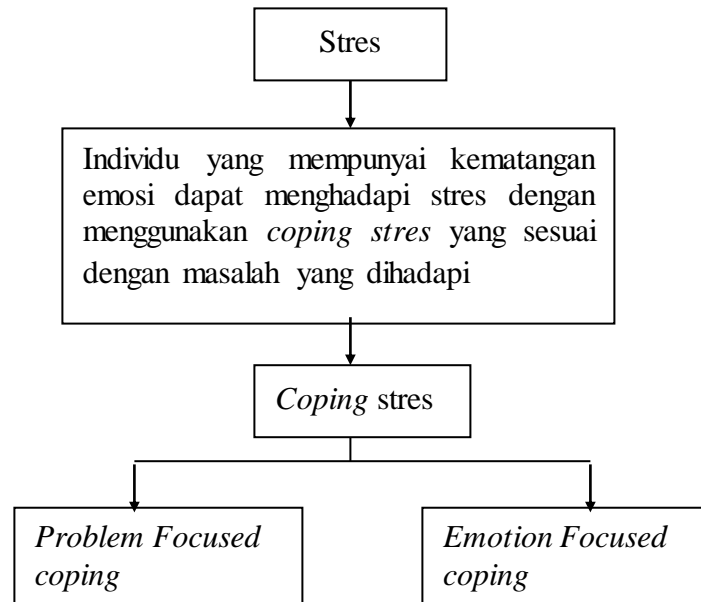 Stres
Individu yang mempunyai kematangan
emosi dapat menghadapi stres dengan
menggunakan coping stres yang sesuai
dengan masalah yang dihadapi
Coping stres
Problem Focused
coping
Emotion Focused
coping